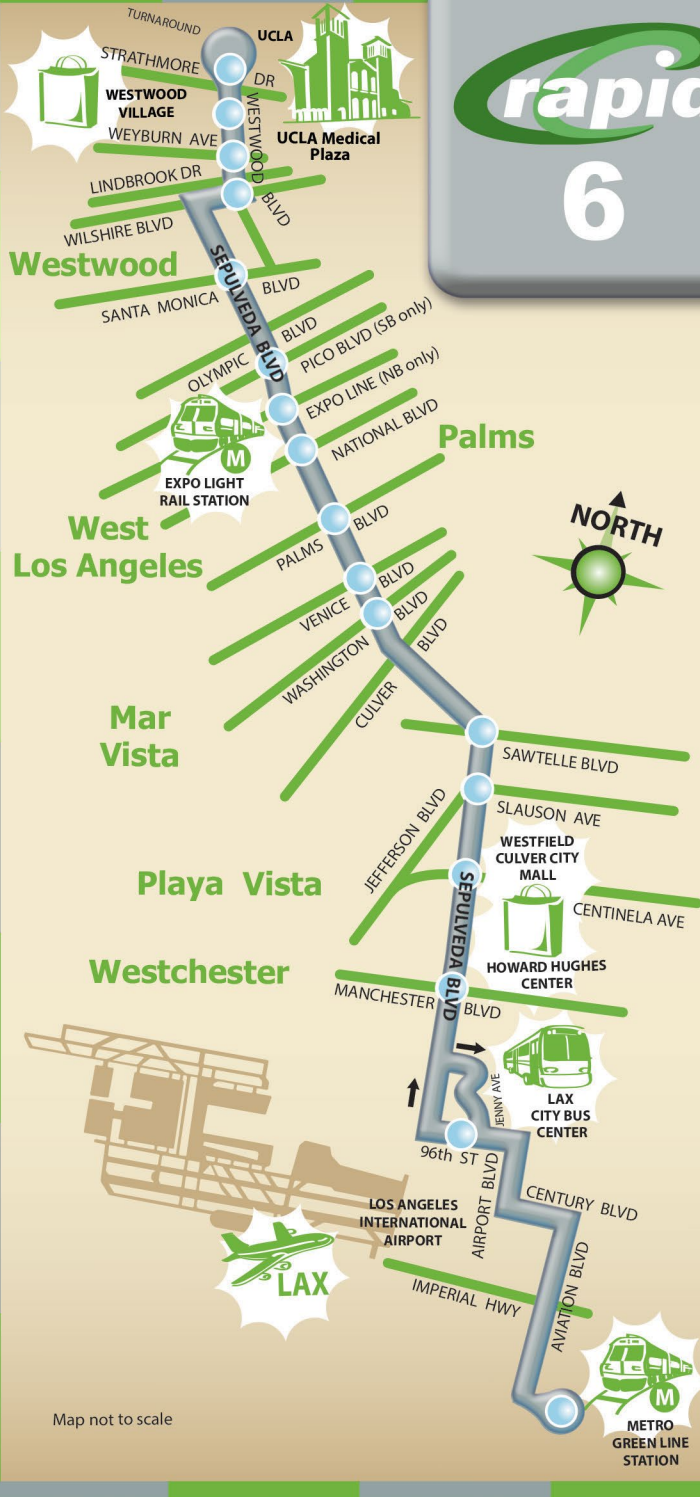 TURNAROUND
UCLA
STRATHMORE DR
WESTWOOD
VILLAGE
WESTWOOD BLVD
UCLA Medical
Plaza
rapid
6
WEYBURN AVE
LINDBROOK DR
WILSHIRE BLVD
Westwood
SEPULVEDA BLVD
SANTA MONICA BLVD
OLYMPIC BLVD
PICO BLVD (SB only)
EXPO LINE (NB only)
NATIONAL BLVD
M
EXPO LIGHT
RAIL STATION
Palms
West
Los Angeles
PALMS BLVD
NORTH
VENICE BLVD
WASHINGTON BLVD
CULVER BLVD
Mar
Vista
SAWTELLE BLVD
SLAUSON AVE
JEFFERSON BLVD
WESTFIELD
CULVER CITY
MALL
Playa Vista
SEPULVEDA BLVD
CENTINELA AVE
HOWARD HUGHES
CENTER
Westchester
MANCHESTER BLVD
JENNY AVE
LAX
CITY BUS
CENTER
96th ST
AIRPORT BLVD
CENTURY BLVD
LOS ANGELES
INTERNATIONAL
AIRPORT
LAX
AVIATION BLVD
IMPERIAL HWY
M
METRO
GREEN LINE
STATION
Map not to scale